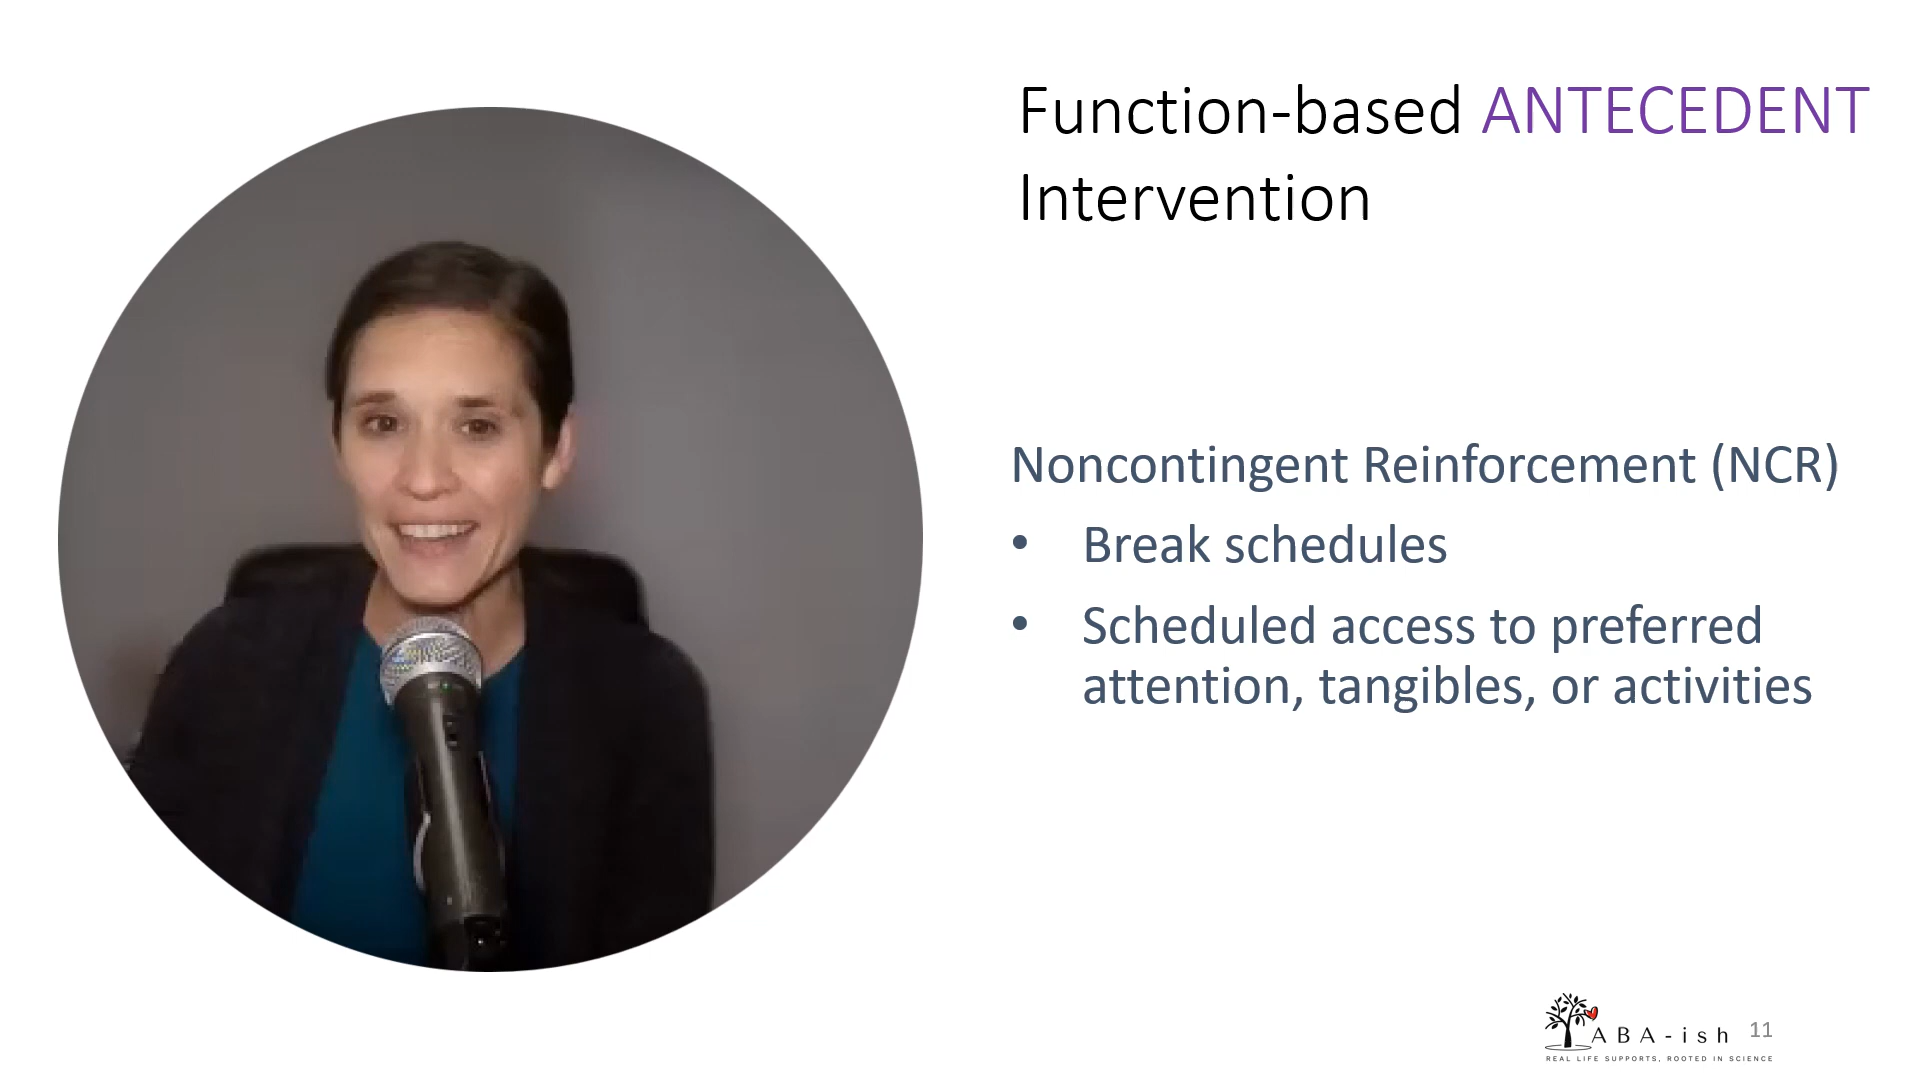 Function-based ANTECEDENT
Intervention
Noncontingent Reinforcement (NCR)
• Break schedules
• Scheduled access to preferred
attention, tangibles, or activities
ABA-ish
REAL LIFE SUPPORTS, ROOTED IN SCIENCE
11